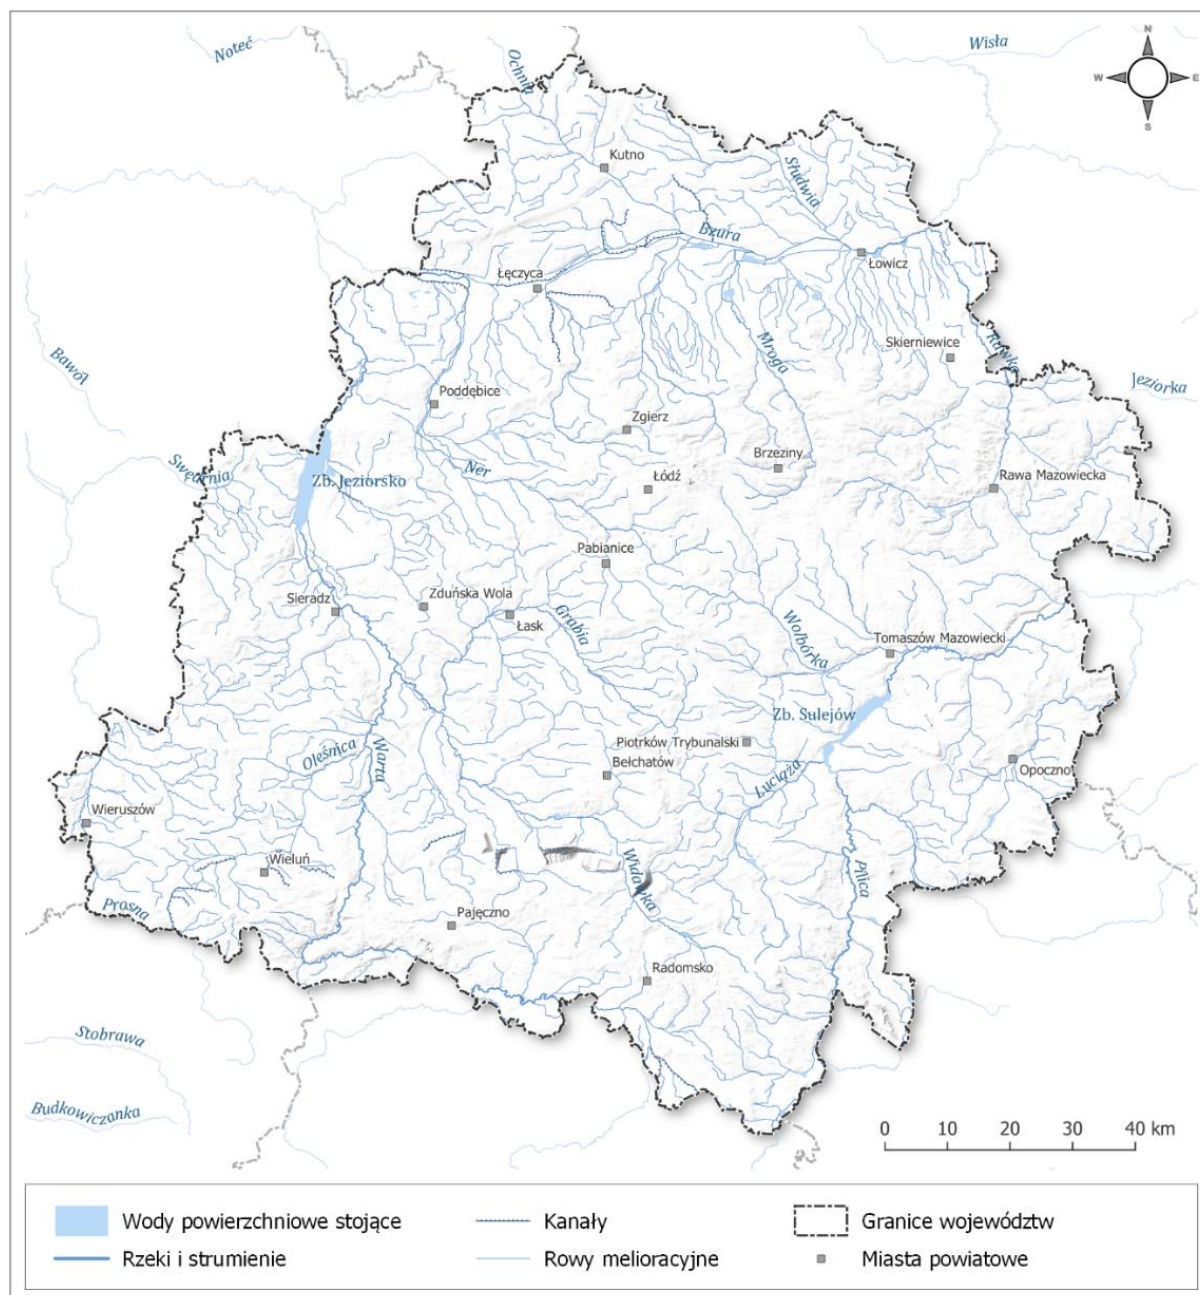 Noteć
Ochnia
Wisła
N
W
E
S
Kutno
Słudwia
Bzura
Łowicz
Łęczyca
Skierniewice
Rawka
Mroga
Bawół
Jeziorka
Poddębice
Zgierz
Brzeziny
Swędrnia
Ner
Zb. Jeziorsko
Łódź
Rawa Mazowiecka
Pabianice
Sieradz
Zduńska Wola
Łask
Grabia
Wolbórka
Tomaszów Mazowiecki
Zb. Sulejów
Oleśnica
Warta
Piotrków Trybunalski
Bełchatów
Luciąża
Opoczno
Wieruszów
Wieluń
Widawka
Pilica
Prosna
Pajęczno
Radomsko
Stobrawa
Budkowiczanka
0 10 20 30 40 km
Wody powierzchniowe stojące
Kanały
Granice województw
Rzeki i strumienie
Rowy melioracyjne
Miasta powiatowe